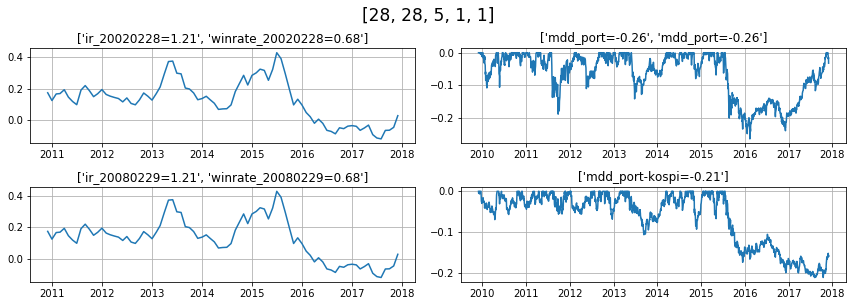 [28, 28, 5, 1, 1]
['ir_20020228=1.21', 'winrate_20020228=0.68']
0.4
0.2
0.0
2011 2012 2013 2014 2015 2016 2017 2018
['mdd_port=-0.26', 'mdd_port=-0.26']
0.0
−0.1
−0.2
2010 2011 2012 2013 2014 2015 2016 2017 2018
['ir_20080229=1.21', 'winrate_20080229=0.68']
0.4
0.2
0.0
2011 2012 2013 2014 2015 2016 2017 2018
['mdd_port-kospi=-0.21']
0.0
−0.1
−0.2
2010 2011 2012 2013 2014 2015 2016 2017 2018